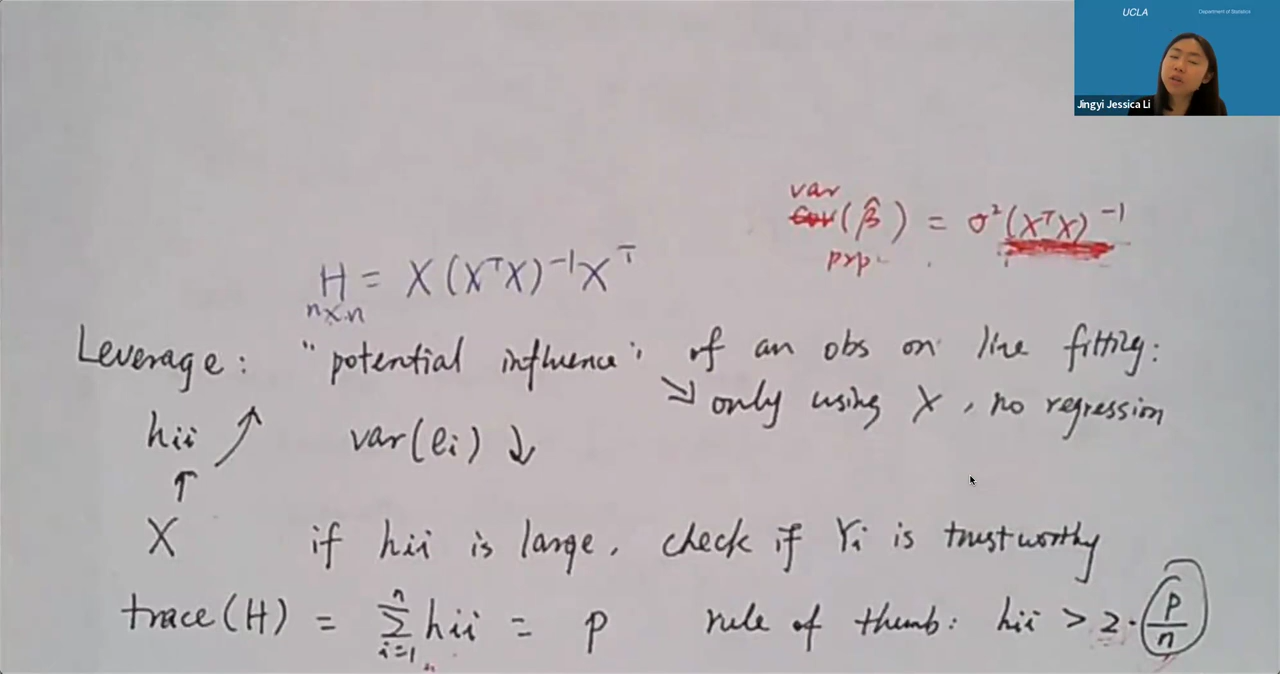 UCLA
Department of Statistics
Jingyi Jessica Li
var
Cov(β̂) = σ²(XᵀX)⁻¹
pxp
H = X(XᵀX)⁻¹Xᵀ
nxn
Leverage: "potential influence" of an obs on line fitting:
hii ↗ var(ei) ↓ ↘ only using X, no regression
↑
X if hii is large, check if Yi is trustworthy
trace(H) = Σⁿᵢ₌₁ hii = p rule of thumb: hii > 2·p/n